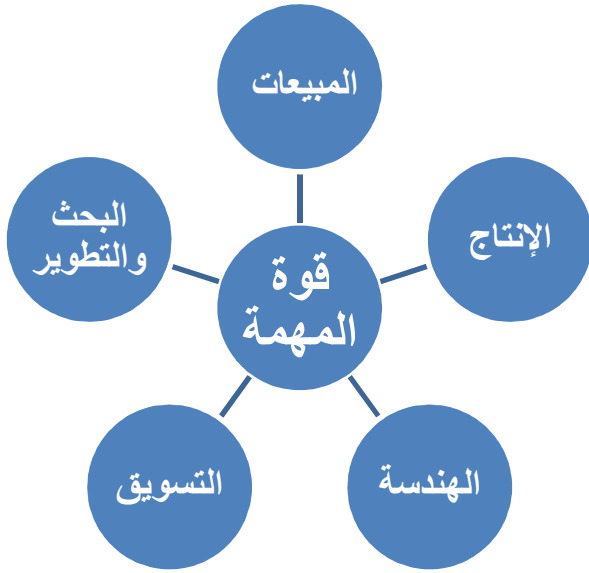 المبيعات
الإنتاج
البحث
والتطوير
قوة
المهمة
الهندسة
التسويق